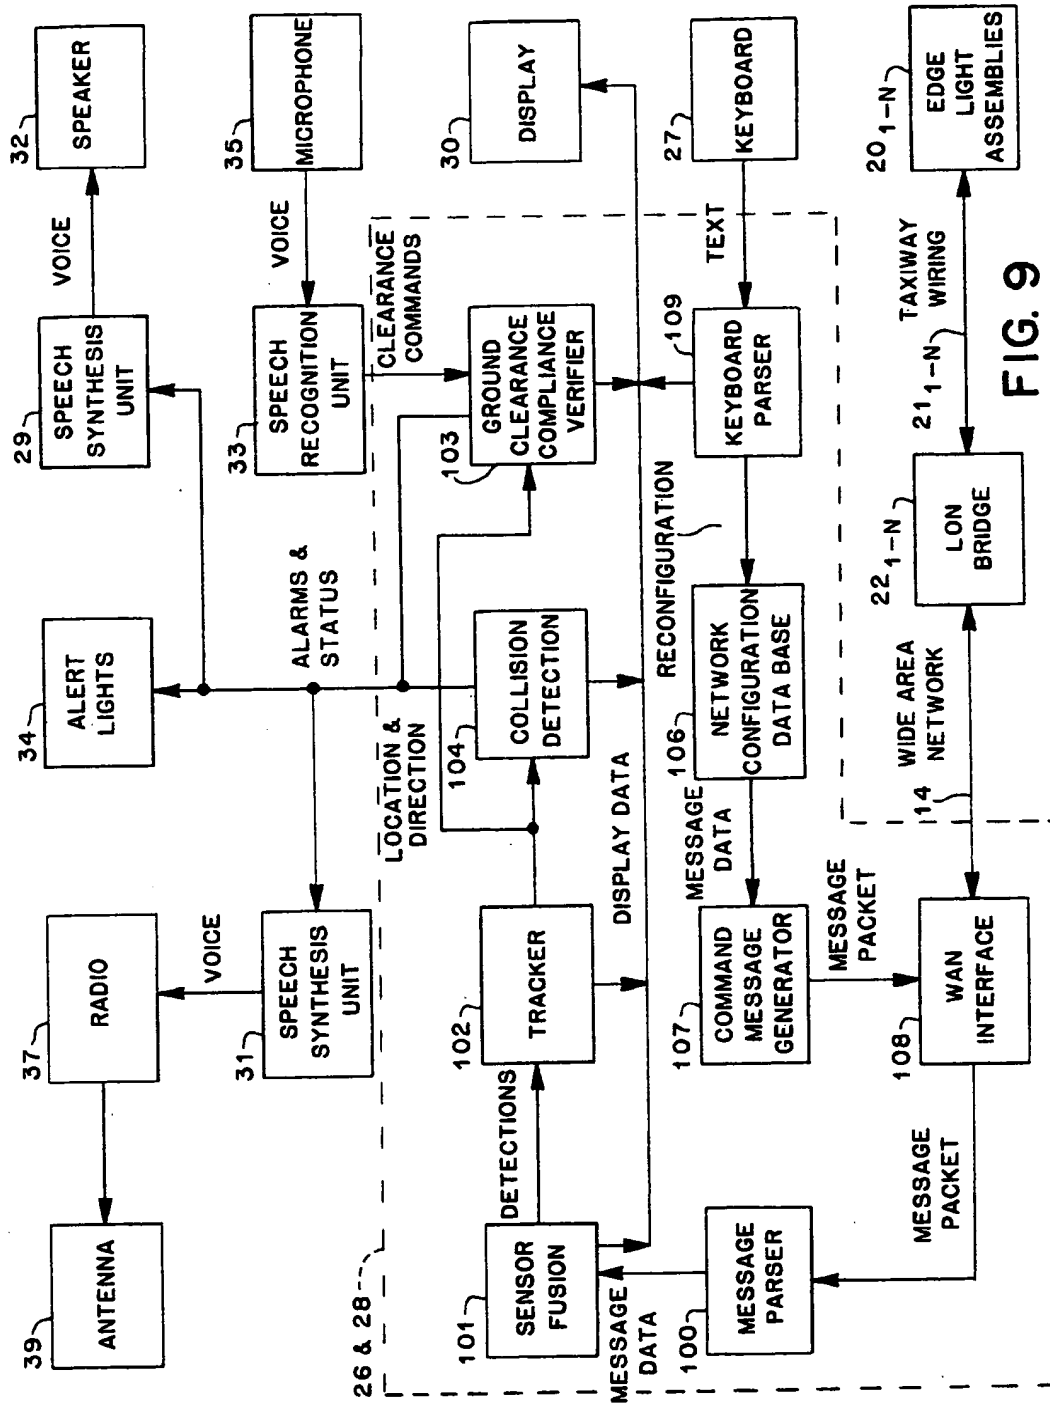 39
ANTENNA
37
RADIO
34
ALERT
LIGHTS
29
SPEECH
SYNTHESIS
UNIT
VOICE
32
SPEAKER
VOICE
31
SPEECH
SYNTHESIS
UNIT
ALARMS &
STATUS
33
SPEECH
RECOGNITION
UNIT
VOICE
35
MICROPHONE
26 & 28
LOCATION &
DIRECTION
CLEARANCE
COMMANDS
101
SENSOR
FUSION
DETECTIONS
102
TRACKER
104
COLLISION
DETECTION
103
GROUND
CLEARANCE
COMPLIANCE
VERIFIER
30
DISPLAY
MESSAGE
DATA
DISPLAY DATA
RECONFIGURATION
TEXT
100
MESSAGE
PARSER
107
COMMAND
MESSAGE
GENERATOR
MESSAGE
DATA
106
NETWORK
CONFIGURATION
DATA BASE
109
KEYBOARD
PARSER
27
KEYBOARD
MESSAGE
PACKET
MESSAGE
PACKET
108
WAN
INTERFACE
14
WIDE AREA
NETWORK
22 1-N
LON
BRIDGE
21 1-N
TAXIWAY
WIRING
20 1-N
EDGE
LIGHT
ASSEMBLIES
FIG. 9